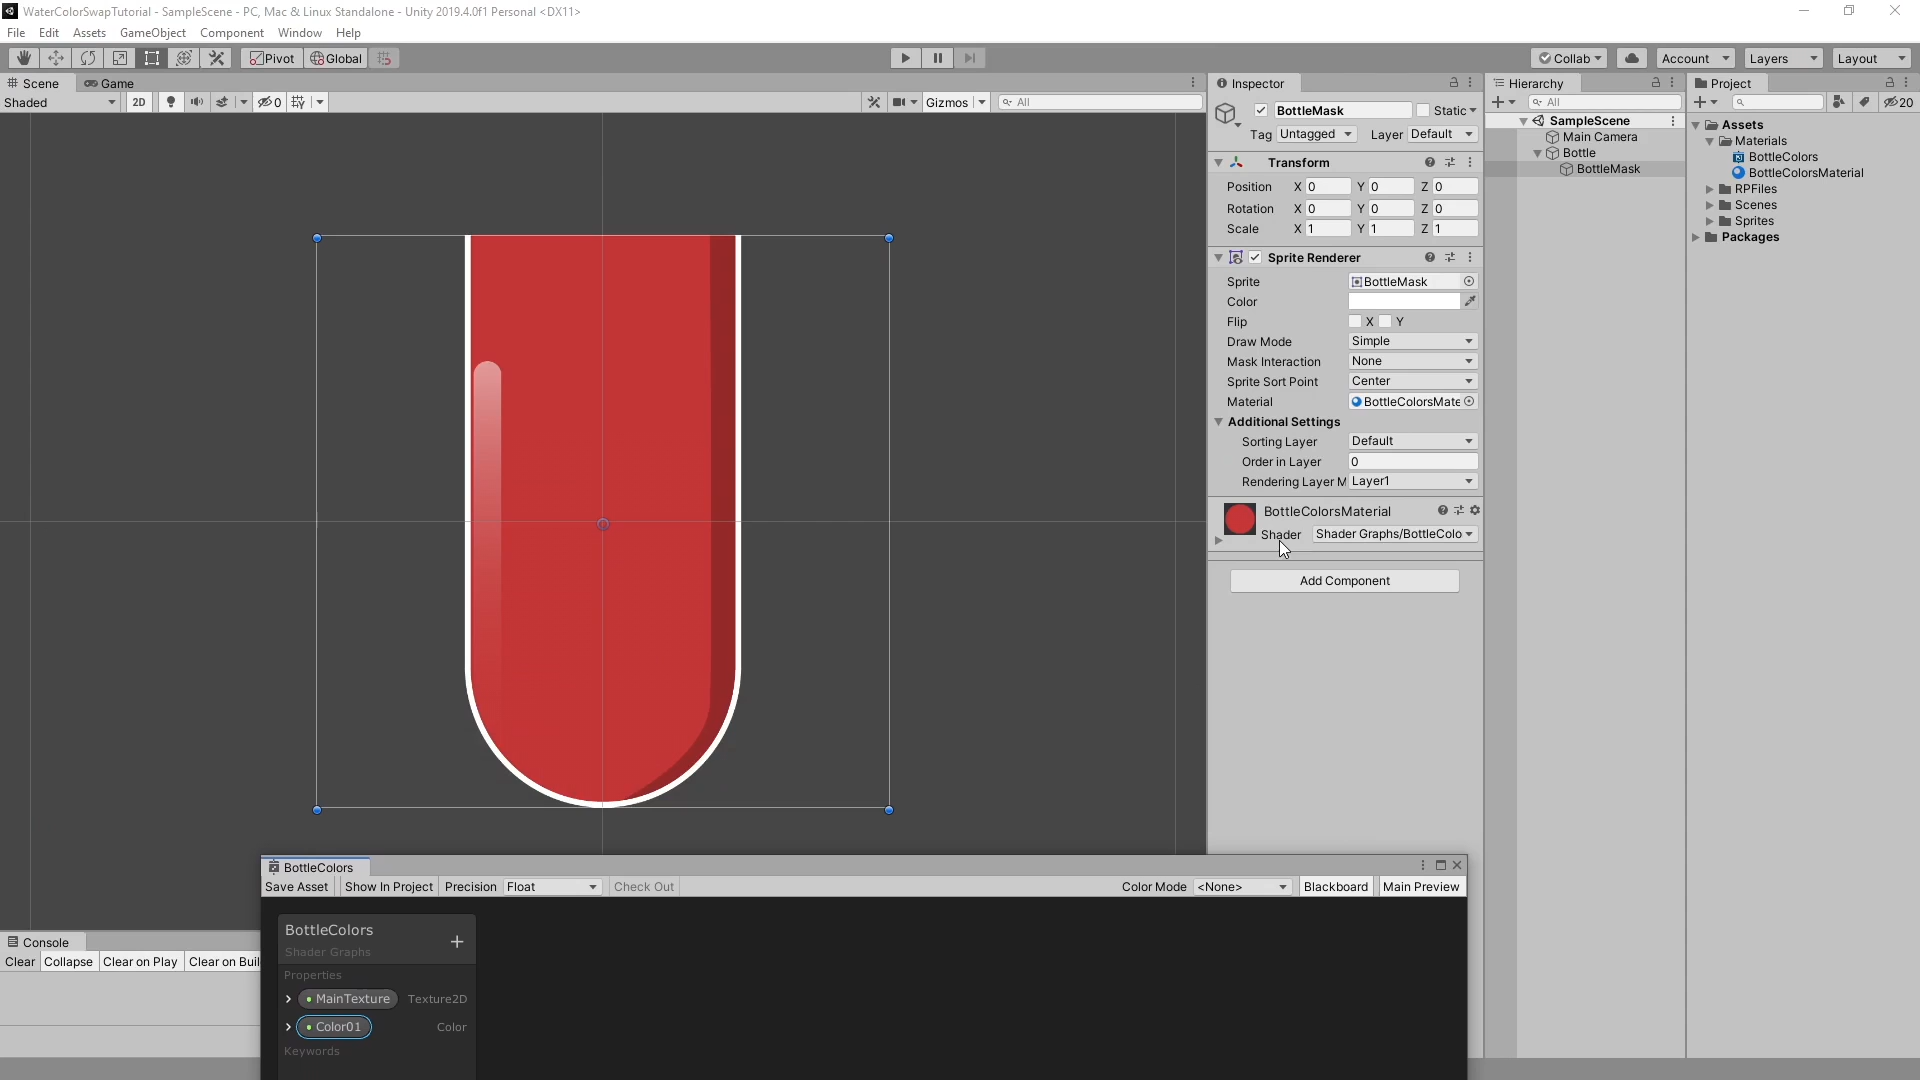 WaterColorSwapTutorial - SampleScene - PC, Mac & Linux Standalone - Unity 2019.4.0f1 Personal <DX11>
File Edit Assets GameObject Component Window Help
Pivot Global Collab Account Layers Layout
Scene Game
Shaded 2D 0 Gizmos All
Inspector
BottleMask Static
Tag Untagged Layer Default
Transform
Position X 0 Y 0 Z 0
Rotation X 0 Y 0 Z 0
Scale X 1 Y 1 Z 1
Sprite Renderer
Sprite BottleMask
Color
Flip X Y
Draw Mode Simple
Mask Interaction None
Sprite Sort Point Center
Material BottleColorsMate
Additional Settings
Sorting Layer Default
Order in Layer 0
Rendering Layer M Layer1
BottleColorsMaterial
Shader Shader Graphs/BottleColo
Add Component
Hierarchy
All
SampleScene
Main Camera
Bottle
BottleMask
Project
20
Assets
Materials
BottleColors
BottleColorsMaterial
RPFiles
Scenes
Sprites
Packages
Console
Clear Collapse Clear on Play Clear on Buil
BottleColors
Save Asset Show In Project Precision Float Check Out Color Mode <None> Blackboard Main Preview
BottleColors
Shader Graphs
Properties
MainTexture Texture2D
Color01 Color
Keywords